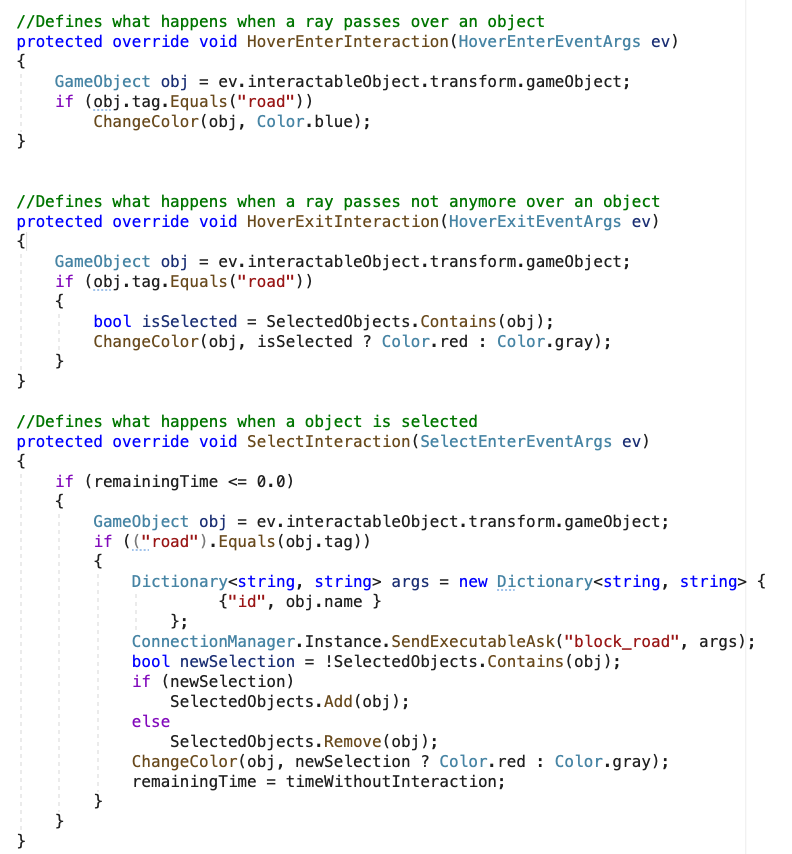 //Defines what happens when a ray passes over an object
protected override void HoverEnterInteraction(HoverEnterEventArgs ev)
{
    GameObject obj = ev.interactableObject.transform.gameObject;
    if (obj.tag.Equals("road"))
        ChangeColor(obj, Color.blue);
}
//Defines what happens when a ray passes not anymore over an object
protected override void HoverExitInteraction(HoverExitEventArgs ev)
{
    GameObject obj = ev.interactableObject.transform.gameObject;
    if (obj.tag.Equals("road"))
    {
        bool isSelected = SelectedObjects.Contains(obj);
        ChangeColor(obj, isSelected ? Color.red : Color.gray);
    }
}
//Defines what happens when a object is selected
protected override void SelectInteraction(SelectEnterEventArgs ev)
{
    if (remainingTime <= 0.0)
    {
        GameObject obj = ev.interactableObject.transform.gameObject;
        if (("road").Equals(obj.tag))
        {
            Dictionary<string, string> args = new Dictionary<string, string> {
                     {"id", obj.name }
                };
            ConnectionManager.Instance.SendExecutableAsk("block_road", args);
            bool newSelection = !SelectedObjects.Contains(obj);
            if (newSelection)
                SelectedObjects.Add(obj);
            else
                SelectedObjects.Remove(obj);
            ChangeColor(obj, newSelection ? Color.red : Color.gray);
            remainingTime = timeWithoutInteraction;
        }
    }
}